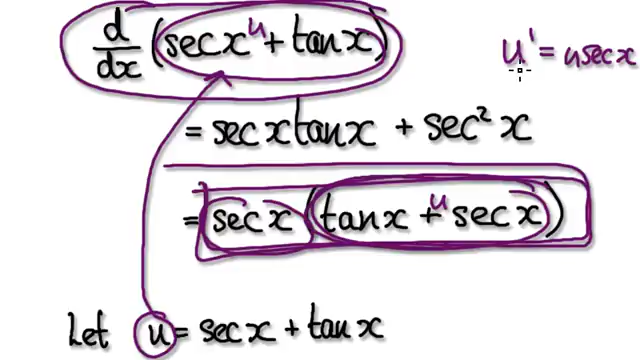 d/dx (sec x + tan x)
u
u' = u sec x
= sec x tan x + sec² x
= sec x (tan x + sec x)
u
Let u = sec x + tan x